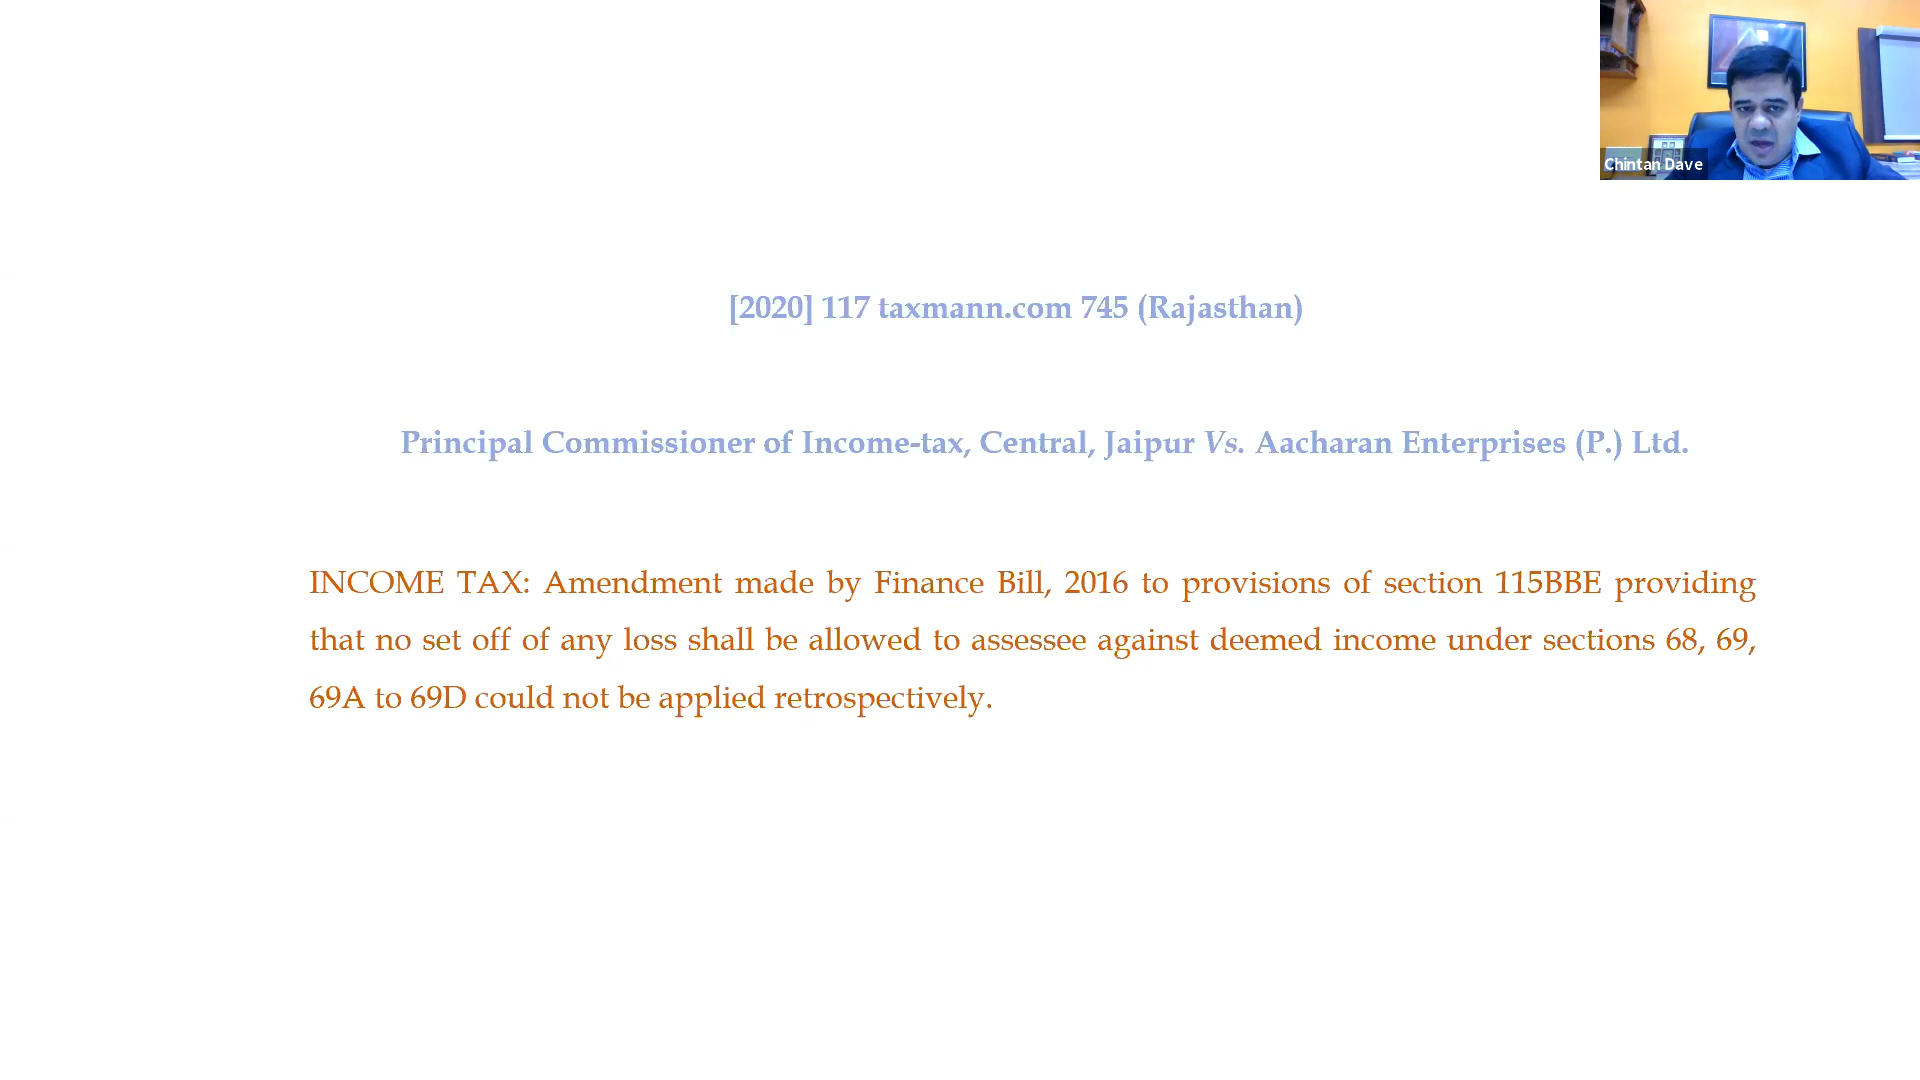 Chintan Dave
[2020] 117 taxmann.com 745 (Rajasthan)
Principal Commissioner of Income-tax, Central, Jaipur Vs. Aacharan Enterprises (P.) Ltd.
INCOME TAX: Amendment made by Finance Bill, 2016 to provisions of section 115BBE providing
that no set off of any loss shall be allowed to assessee against deemed income under sections 68, 69,
69A to 69D could not be applied retrospectively.